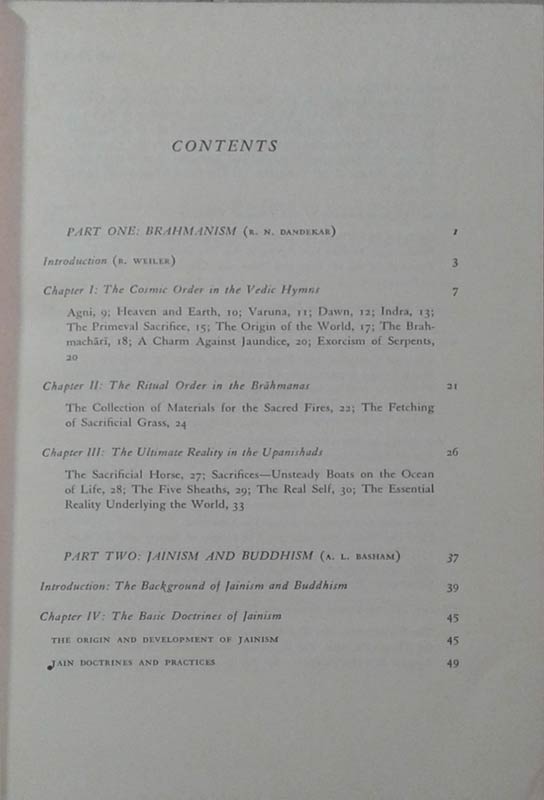 CONTENTS
PART ONE: BRAHMANISM (R. N. DANDEKAR) 1
Introduction (R. WEILER) 3
Chapter I: The Cosmic Order in the Vedic Hymns 7
Agni, 9; Heaven and Earth, 10; Varuna, 11; Dawn, 12; Indra, 13;
The Primeval Sacrifice, 15; The Origin of the World, 17; The Brah-
machārī, 18; A Charm Against Jaundice, 20; Exorcism of Serpents,
20
Chapter II: The Ritual Order in the Brāhmanas 21
The Collection of Materials for the Sacred Fires, 22; The Fetching
of Sacrificial Grass, 24
Chapter III: The Ultimate Reality in the Upanishads 26
The Sacrificial Horse, 27; Sacrifices—Unsteady Boats on the Ocean
of Life, 28; The Five Sheaths, 29; The Real Self, 30; The Essential
Reality Underlying the World, 33
PART TWO: JAINISM AND BUDDHISM (A. L. BASHAM) 37
Introduction: The Background of Jainism and Buddhism 39
Chapter IV: The Basic Doctrines of Jainism 45
THE ORIGIN AND DEVELOPMENT OF JAINISM 45
JAIN DOCTRINES AND PRACTICES 49